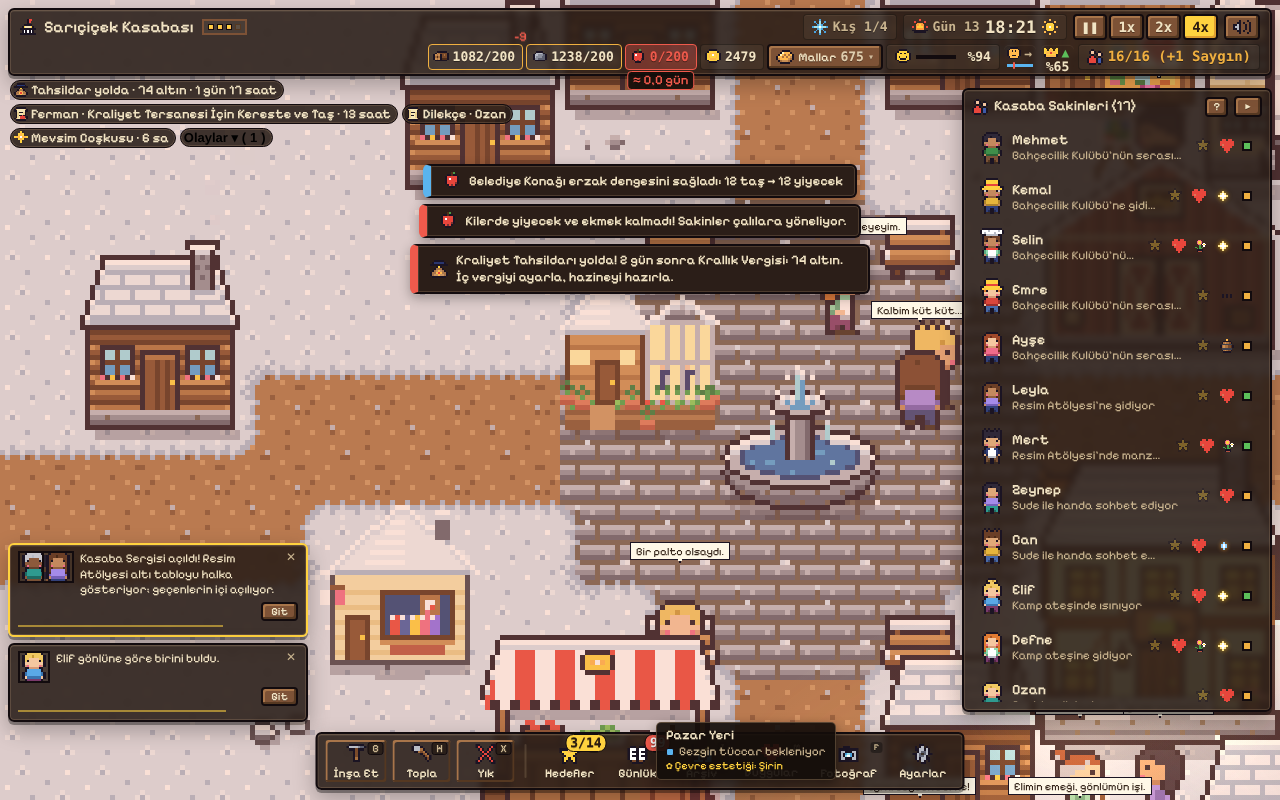 Sarıçiçek Kasabası
Kış 1/4
Gün 13 18:21
1x
2x
4x
-9
1082/200
1238/200
0/200
2479
Mallar 675
%94
%65
16/16 (+1 Saygın)
≈ 0,0 gün
Tahsildar yolda · 74 altın · 1 gün 17 saat
Ferman · Kraliyet Tersanesi İçin Kereste ve Taş · 13 saat
Dilekçe · Ozan
Mevsim Coşkusu · 6 sa
Olaylar ▾ ( 1 )
Belediye Konağı erzak dengesini sağladı: 12 taş → 12 yiyecek
Kilerde yiyecek ve ekmek kalmadı! Sakinler çalılara yöneliyor.
Kraliyet Tahsildarı yolda! 2 gün sonra Krallık Vergisi: 74 altın.
İç vergiyi ayarla, hazineyi hazırla.
eyeyim.
Kalbim küt küt...
Bir palto olsaydı.
Kasaba Sakinleri (17)
?
Mehmet
Bahçecilik Kulübü'nün serası...
Kemal
Bahçecilik Kulübü'ne gidi...
Selin
Bahçecilik Kulübü'nü...
Emre
Bahçecilik Kulübü'nün serası...
Ayşe
Bahçecilik Kulübü'nün serası...
Leyla
Resim Atölyesi'ne gidiyor
Mert
Resim Atölyesi'nde manz...
Zeynep
Sude ile handa sohbet ediyor
Can
Sude ile handa sohbet e...
Elif
Kamp ateşinde ısınıyor
Defne
Kamp ateşine gidiyor
Ozan
Kasaba Sergisi açıldı! Resim
Atölyesi altı tabloyu halka
gösteriyor; geçenlerin içi açılıyor.
Git
Elif gönlüne göre birini buldu.
Git
G
İnşa Et
H
Topla
X
Yık
3/14
Hedefler
9
Günlük
Pazar Yeri
Gezgin tüccar bekleniyor
Çevre estetiği: Şirin
F
Fotoğraf
Ayarlar
Elimin emeği, gönlümün işi.